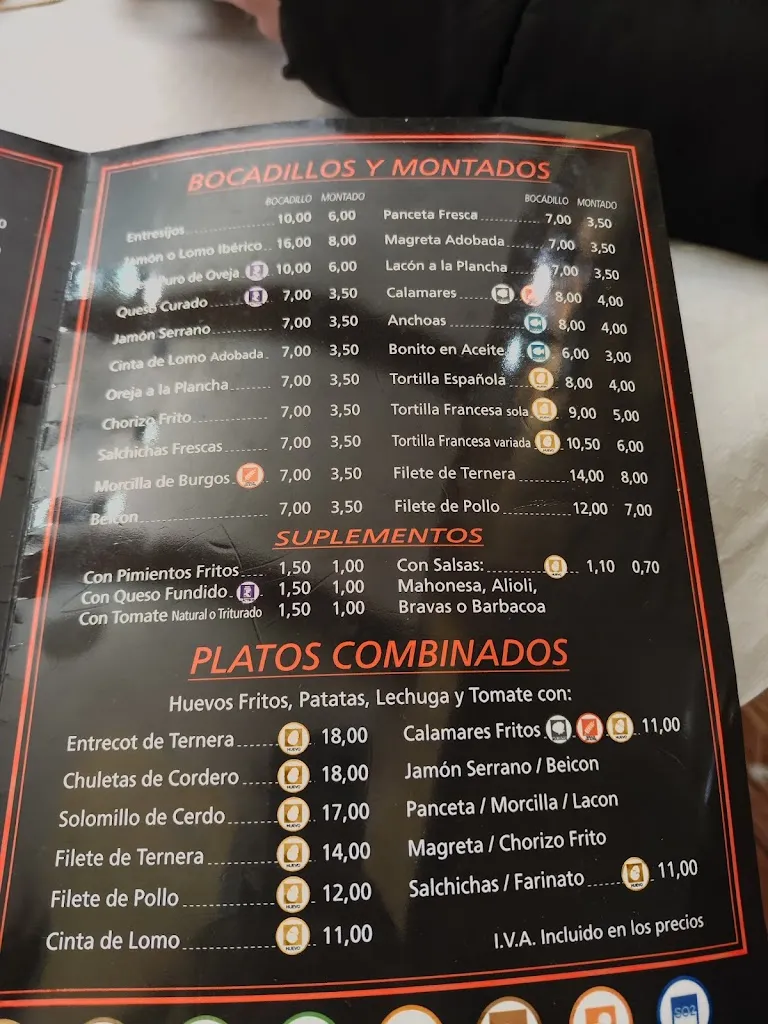 BOCADILLOS Y MONTADOS
BOCADILLO MONTADO
Entresijos 10,00 6,00
Jamón o Lomo Ibérico 16,00 8,00
Puro de Oveja 10,00 6,00
Queso Curado 7,00 3,50
Jamón Serrano 7,00 3,50
Cinta de Lomo Adobada 7,00 3,50
Oreja a la Plancha 7,00 3,50
Chorizo Frito 7,00 3,50
Salchichas Frescas 7,00 3,50
Morcilla de Burgos 7,00 3,50
Beicon 7,00 3,50
BOCADILLO MONTADO
Panceta Fresca 7,00 3,50
Magreta Adobada 7,00 3,50
Lacón a la Plancha 7,00 3,50
Calamares 8,00 4,00
Anchoas 8,00 4,00
Bonito en Aceite 6,00 3,00
Tortilla Española 8,00 4,00
Tortilla Francesa sola 9,00 5,00
Tortilla Francesa variada 10,50 6,00
Filete de Ternera 14,00 8,00
Filete de Pollo 12,00 7,00
SUPLEMENTOS
Con Pimientos Fritos 1,50 1,00
Con Queso Fundido 1,50 1,00
Con Tomate Natural o Triturado 1,50 1,00
Con Salsas: 1,10 0,70
Mahonesa, Alioli,
Bravas o Barbacoa
PLATOS COMBINADOS
Huevos Fritos, Patatas, Lechuga y Tomate con:
Entrecot de Ternera HUEVO 18,00
Chuletas de Cordero HUEVO 18,00
Solomillo de Cerdo HUEVO 17,00
Filete de Ternera HUEVO 14,00
Filete de Pollo HUEVO 12,00
Cinta de Lomo HUEVO 11,00
Calamares Fritos HUEVO 11,00
Jamón Serrano / Beicon
Panceta / Morcilla / Lacon
Magreta / Chorizo Frito
Salchichas / Farinato HUEVO 11,00
I.V.A. Incluido en los precios
SO2